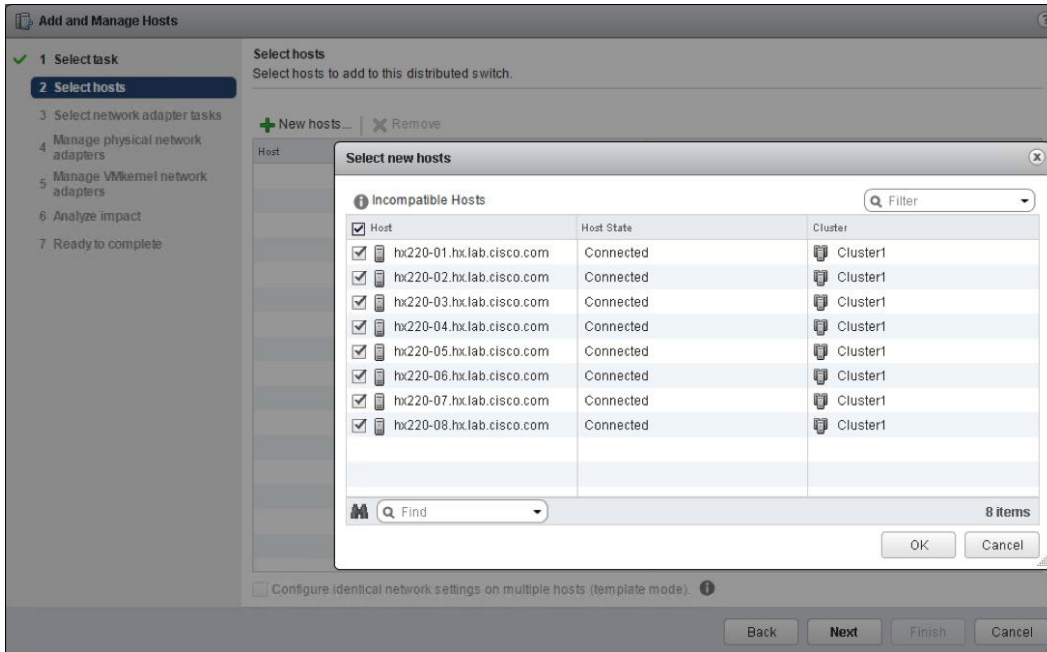 Add and Manage Hosts
1 Select task
2 Select hosts
3 Select network adapter tasks
4 Manage physical network adapters
5 Manage VMkernel network adapters
6 Analyze impact
7 Ready to complete
Select hosts
Select hosts to add to this distributed switch.
New hosts... Remove
Host
Select new hosts
Incompatible Hosts
Filter
Host Host State Cluster
hx220-01.hx.lab.cisco.com Connected Cluster1
hx220-02.hx.lab.cisco.com Connected Cluster1
hx220-03.hx.lab.cisco.com Connected Cluster1
hx220-04.hx.lab.cisco.com Connected Cluster1
hx220-05.hx.lab.cisco.com Connected Cluster1
hx220-06.hx.lab.cisco.com Connected Cluster1
hx220-07.hx.lab.cisco.com Connected Cluster1
hx220-08.hx.lab.cisco.com Connected Cluster1
Find
8 items
OK Cancel
Configure identical network settings on multiple hosts (template mode).
Back Next Finish Cancel